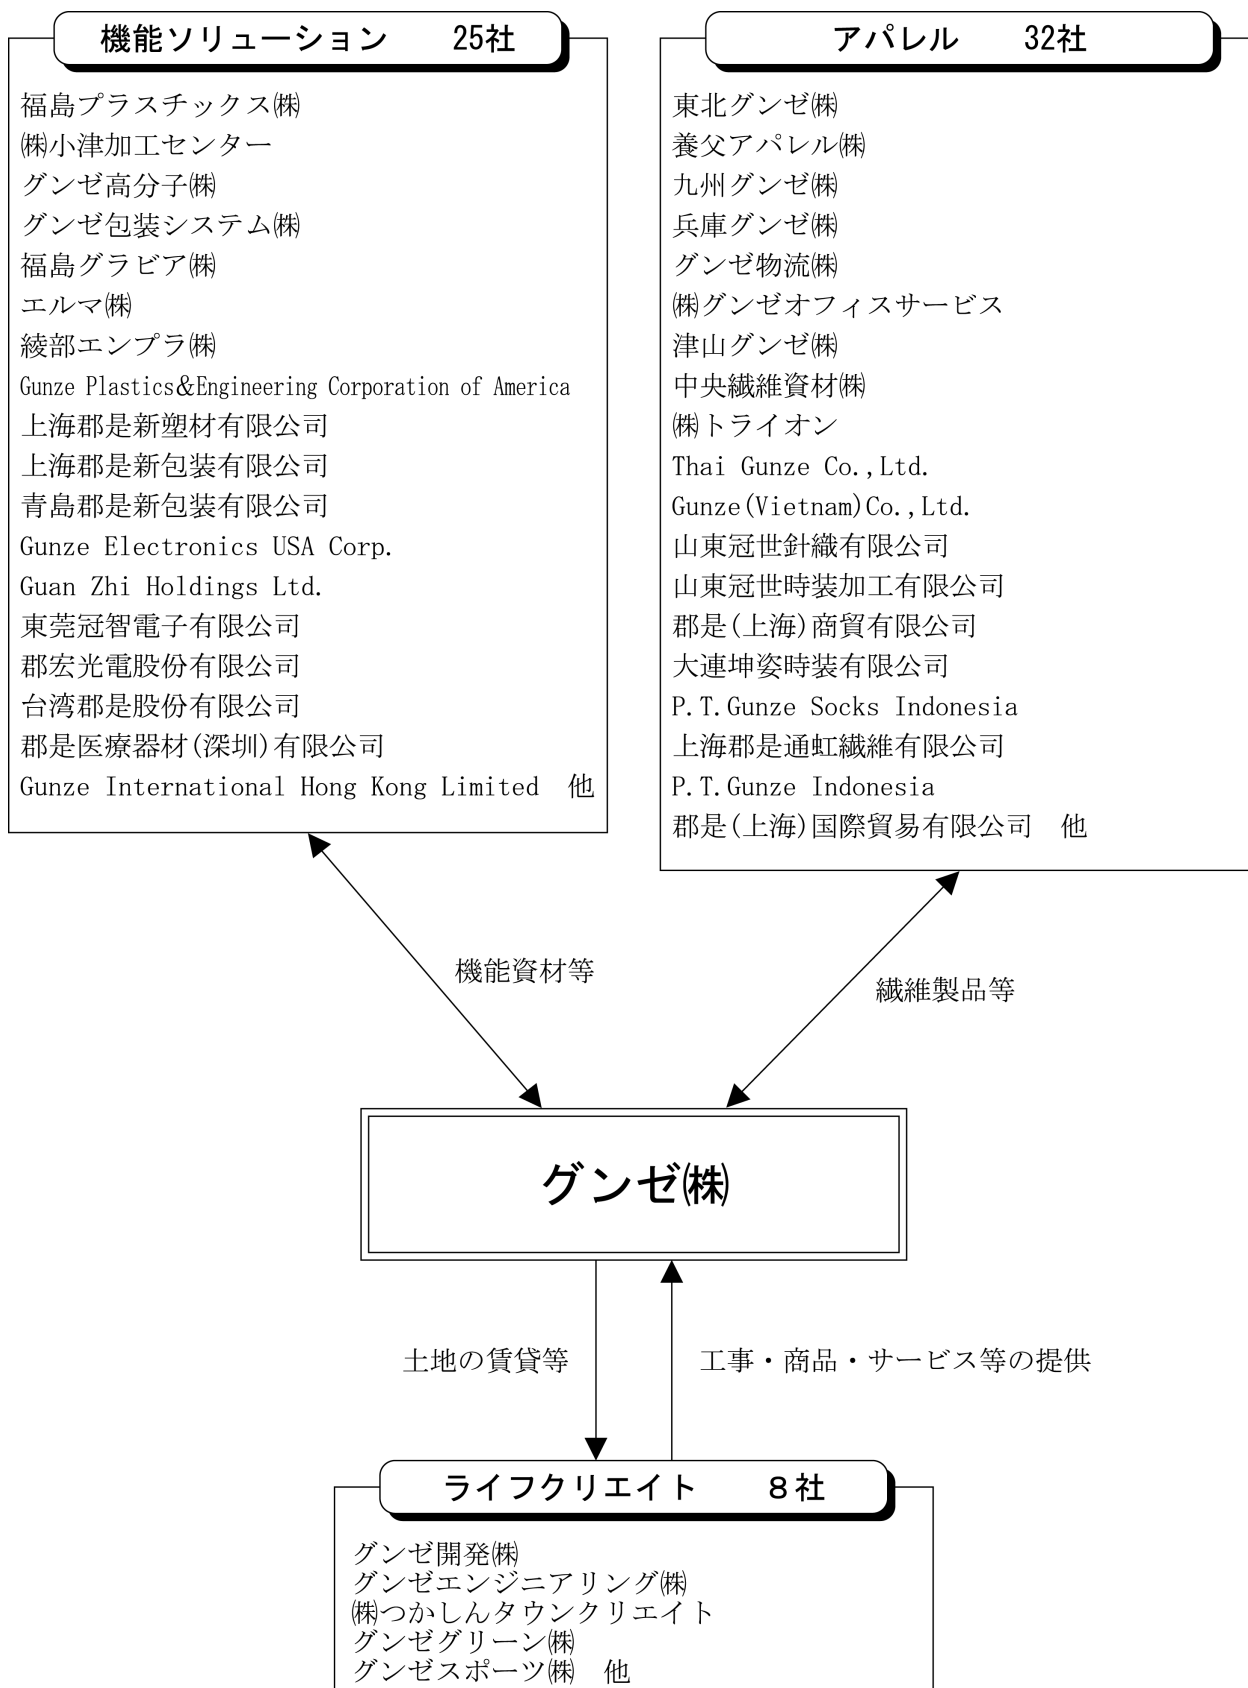 機能ソリューション　25社
福島プラスチックス㈱
㈱小津加工センター
グンゼ高分子㈱
グンゼ包装システム㈱
福島グラビア㈱
エルマ㈱
綾部エンプラ㈱
Gunze Plastics&Engineering Corporation of America
上海郡是新塑材有限公司
上海郡是新包装有限公司
青島郡是新包装有限公司
Gunze Electronics USA Corp.
Guan Zhi Holdings Ltd.
東莞冠智電子有限公司
郡宏光電股份有限公司
台湾郡是股份有限公司
郡是医療器材(深圳)有限公司
Gunze International Hong Kong Limited　他
アパレル　32社
東北グンゼ㈱
養父アパレル㈱
九州グンゼ㈱
兵庫グンゼ㈱
グンゼ物流㈱
㈱グンゼオフィスサービス
津山グンゼ㈱
中央繊維資材㈱
㈱トライオン
Thai Gunze Co.,Ltd.
Gunze(Vietnam)Co.,Ltd.
山東冠世針織有限公司
山東冠世時装加工有限公司
郡是(上海)商貿有限公司
大連坤姿時装有限公司
P.T.Gunze Socks Indonesia
上海郡是通虹繊維有限公司
P.T.Gunze Indonesia
郡是(上海)国際貿易有限公司　他
機能資材等
繊維製品等
グンゼ㈱
土地の賃貸等
工事・商品・サービス等の提供
ライフクリエイト　８社
グンゼ開発㈱
グンゼエンジニアリング㈱
㈱つかしんタウンクリエイト
グンゼグリーン㈱
グンゼスポーツ㈱　他